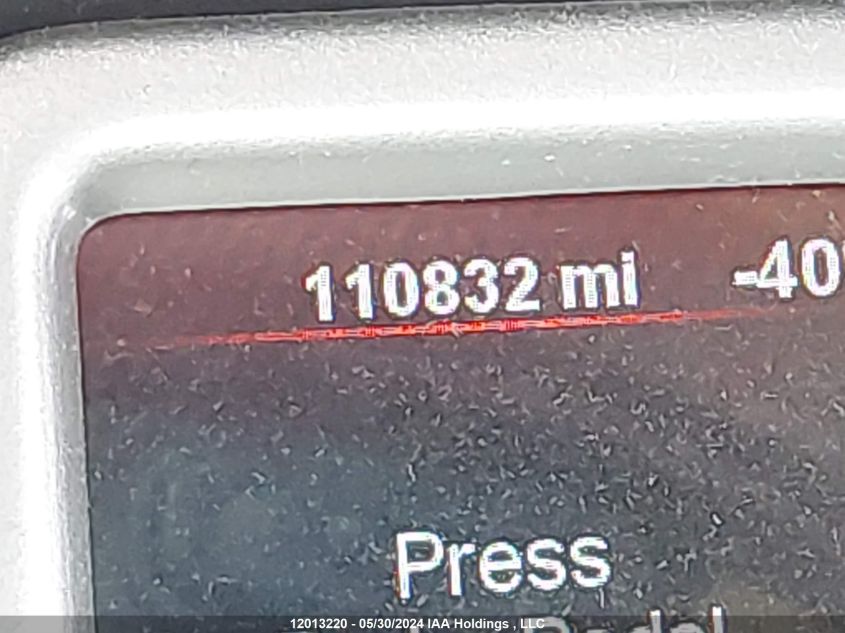 110832 mi -40°
Press
12013220 - 05/30/2024 IAA Holdings , LLC